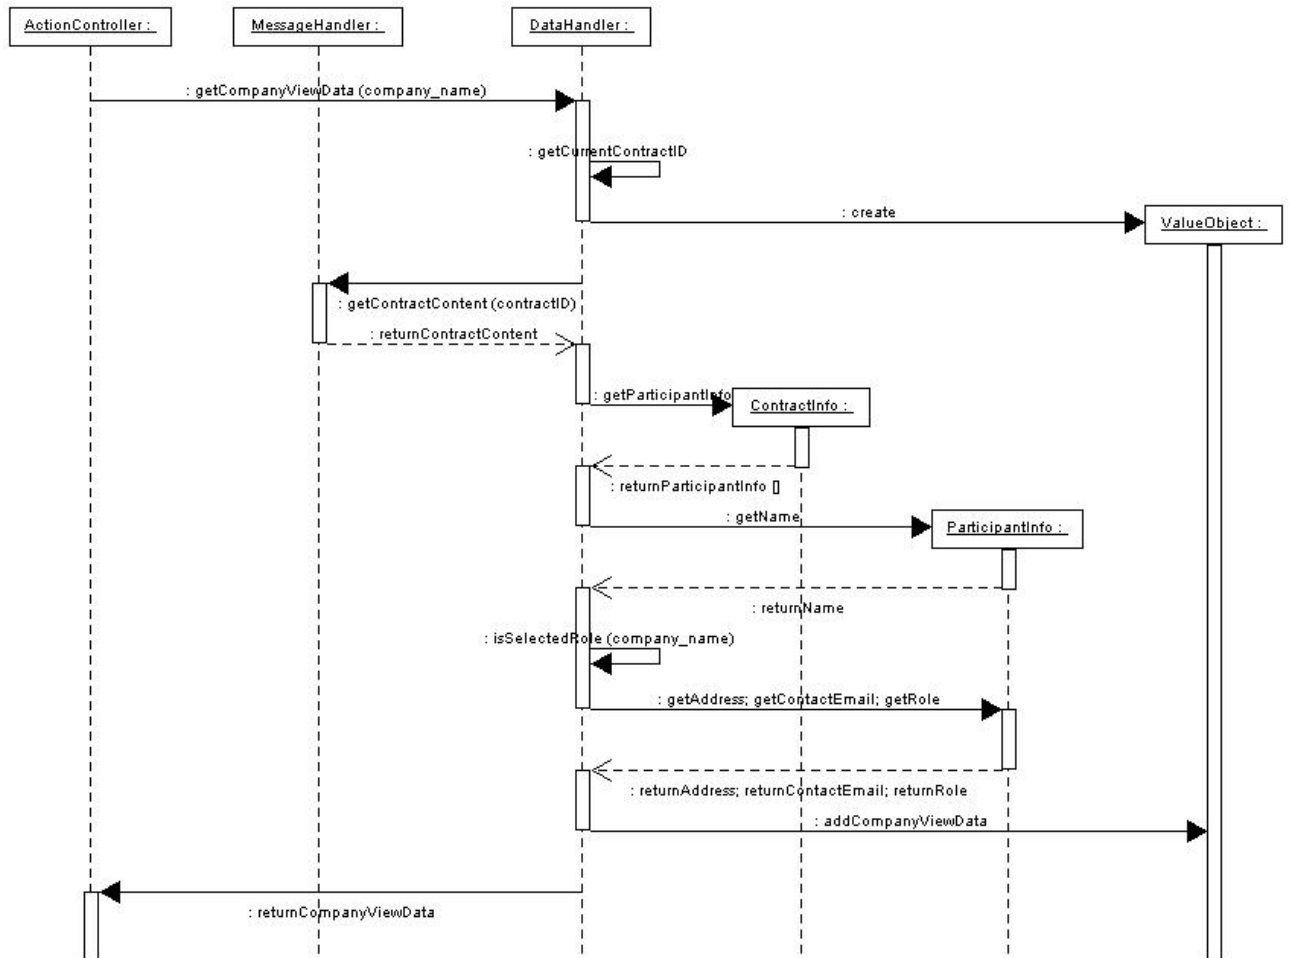 ActionController :
MessageHandler :
DataHandler :
: getCompanyViewData (company_name)
: getCurrentContractID
: create
ValueObject :
: getContractContent (contractID)
: returnContractContent
: getParticipantInfo
ContractInfo :
: returnParticipantInfo []
: getName
ParticipantInfo :
: returnName
: isSelectedRole (company_name)
: getAddress; getContactEmail; getRole
: returnAddress; returnContactEmail; returnRole
: addCompanyViewData
: returnCompanyViewData